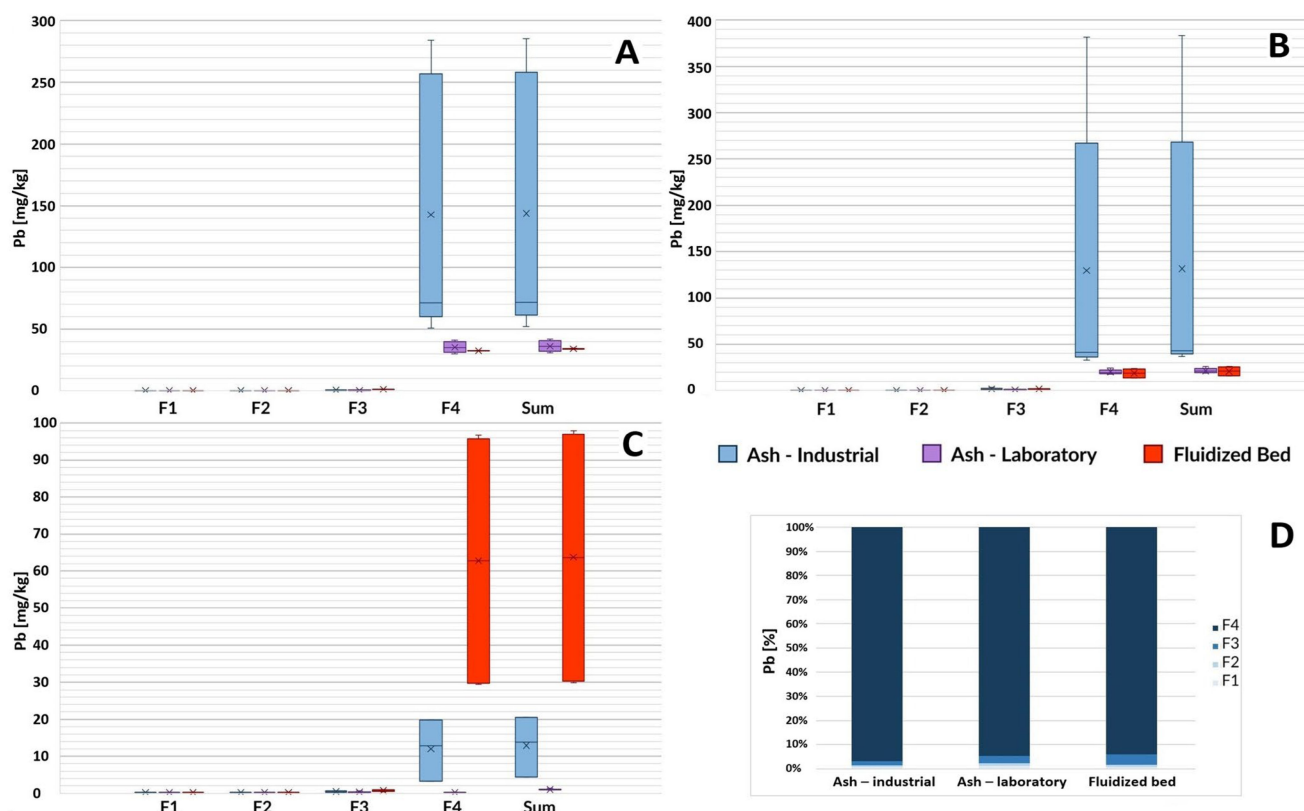 A
Pb [mg/kg]
300
250
200
150
100
50
0
F1 F2 F3 F4 Sum
B
Pb [mg/kg]
400
350
300
250
200
150
100
50
0
F1 F2 F3 F4 Sum
Ash - Industrial Ash - Laboratory Fluidized Bed
C
Pb [mg/kg]
100
90
80
70
60
50
40
30
20
10
0
F1 F2 F3 F4 Sum
D
Pb [%]
100%
90%
80%
70%
60%
50%
40%
30%
20%
10%
0%
Ash – industrial Ash – laboratory Fluidized bed
F4
F3
F2
F1